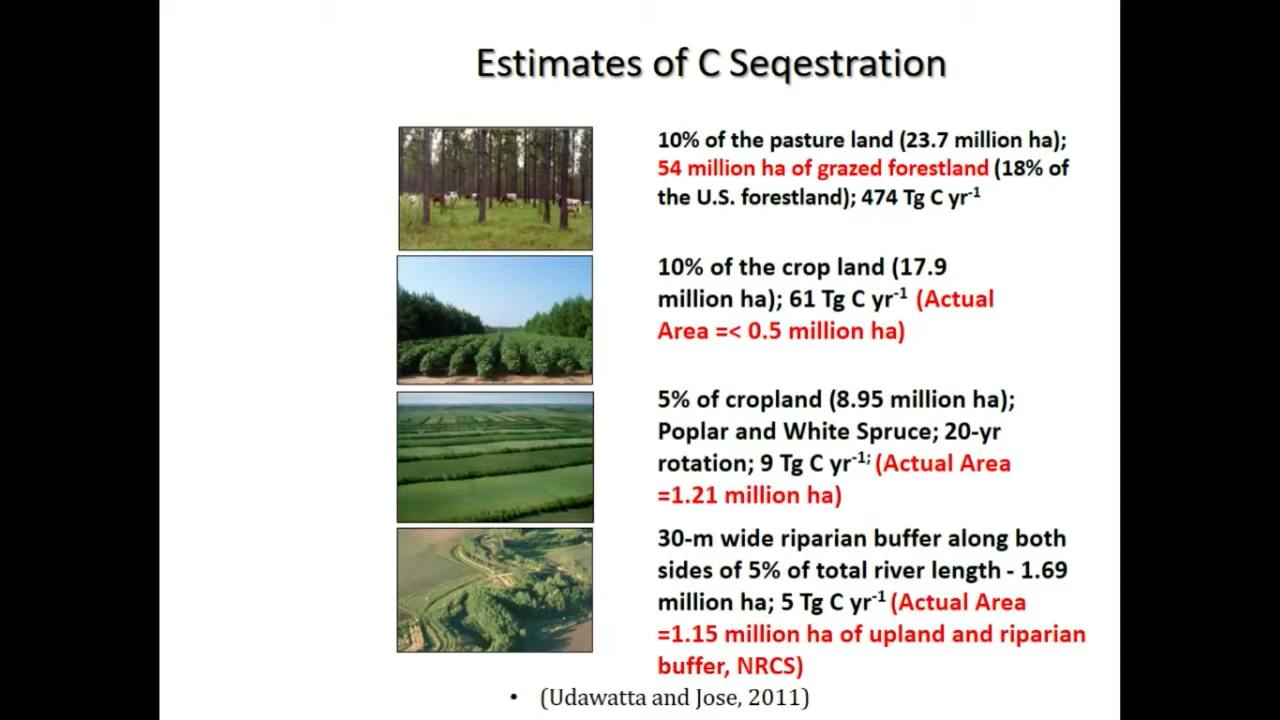 Estimates of C Seqestration
10% of the pasture land (23.7 million ha);
54 million ha of grazed forestland (18% of
the U.S. forestland); 474 Tg C yr⁻¹
10% of the crop land (17.9
million ha); 61 Tg C yr⁻¹ (Actual
Area =< 0.5 million ha)
5% of cropland (8.95 million ha);
Poplar and White Spruce; 20-yr
rotation; 9 Tg C yr⁻¹; (Actual Area
=1.21 million ha)
30-m wide riparian buffer along both
sides of 5% of total river length - 1.69
million ha; 5 Tg C yr⁻¹ (Actual Area
=1.15 million ha of upland and riparian
buffer, NRCS)
• (Udawatta and Jose, 2011)